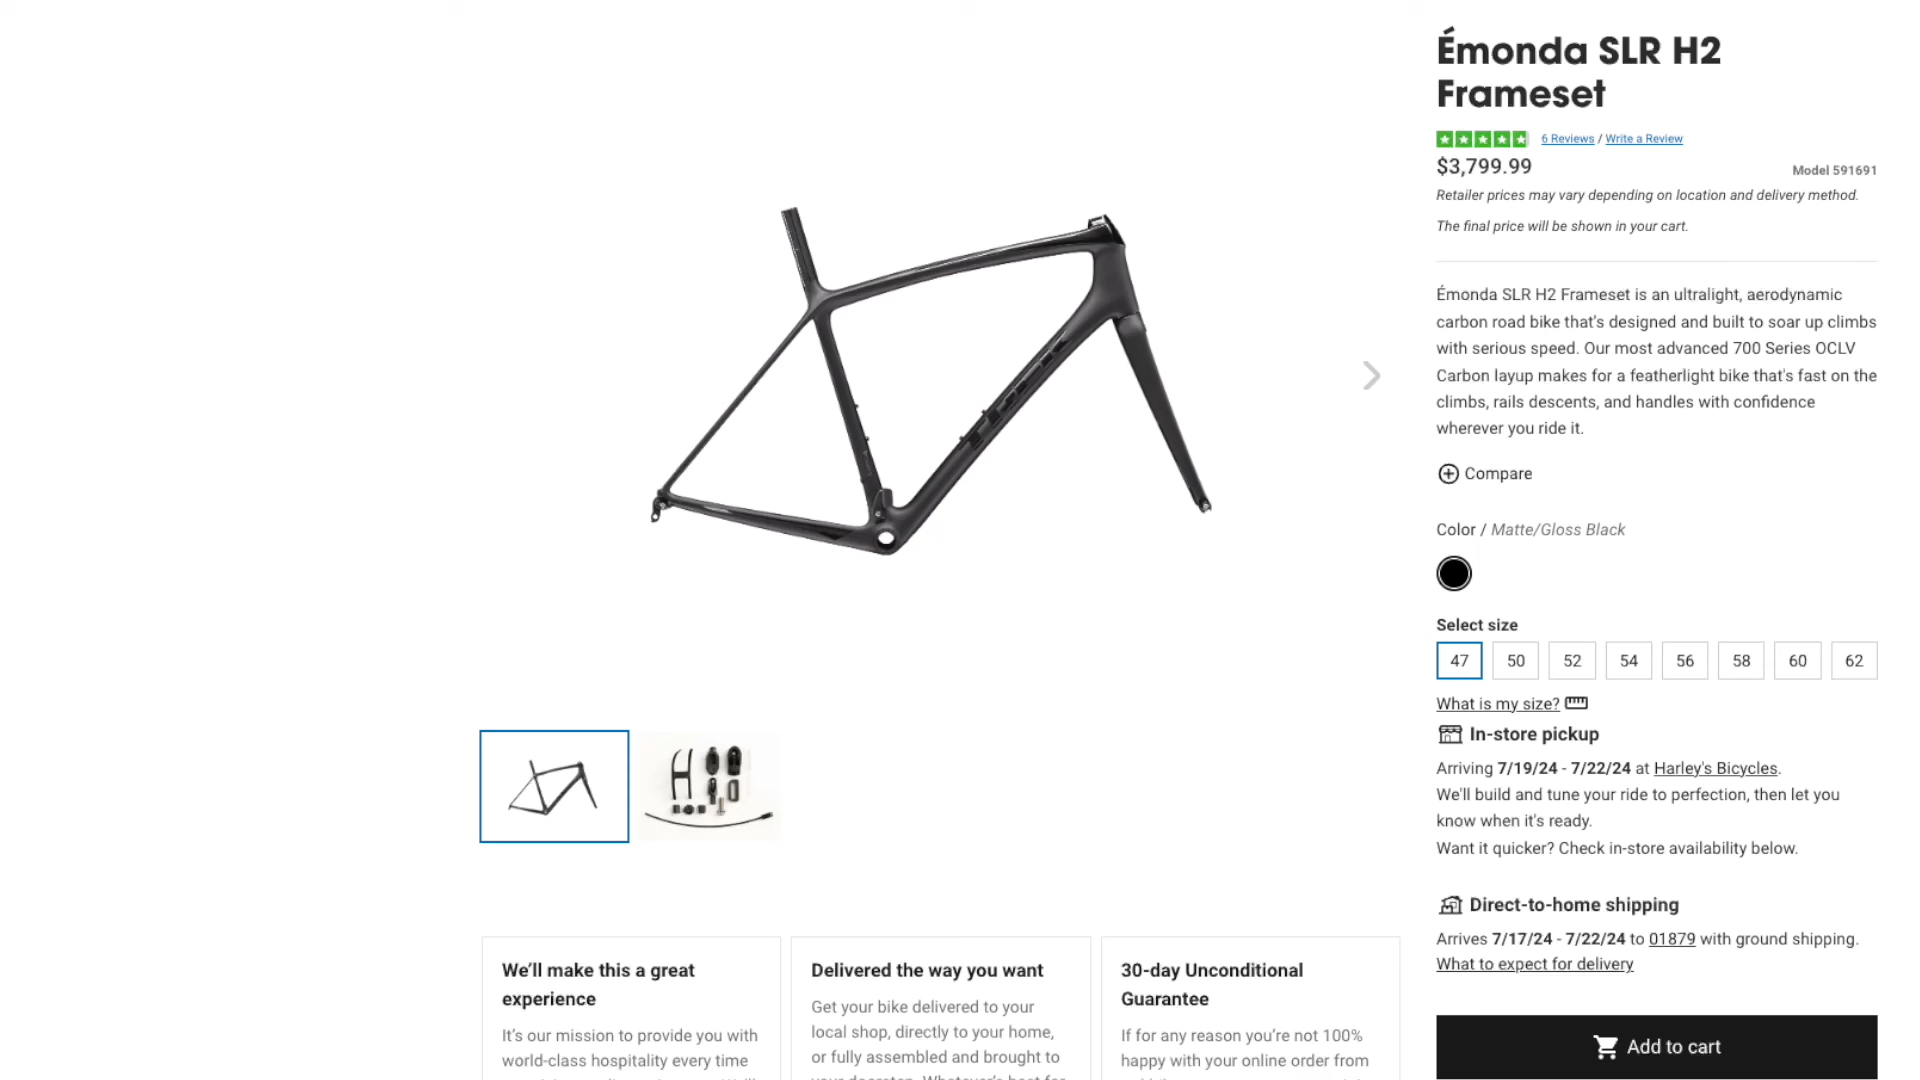 Émonda SLR H2
Frameset
6 Reviews / Write a Review
$3,799.99
Model 591691
Retailer prices may vary depending on location and delivery method.
The final price will be shown in your cart.
Émonda SLR H2 Frameset is an ultralight, aerodynamic
carbon road bike that's designed and built to soar up climbs
with serious speed. Our most advanced 700 Series OCLV
Carbon layup makes for a featherlight bike that's fast on the
climbs, rails descents, and handles with confidence
wherever you ride it.
Compare
Color / Matte/Gloss Black
Select size
47 50 52 54 56 58 60 62
What is my size?
In-store pickup
Arriving 7/19/24 - 7/22/24 at Harley's Bicycles.
We'll build and tune your ride to perfection, then let you
know when it's ready.
Want it quicker? Check in-store availability below.
Direct-to-home shipping
Arrives 7/17/24 - 7/22/24 to 01879 with ground shipping.
What to expect for delivery
Add to cart
TREK
We’ll make this a great
experience
It’s our mission to provide you with
world-class hospitality every time
Delivered the way you want
Get your bike delivered to your
local shop, directly to your home,
or fully assembled and brought to
30-day Unconditional
Guarantee
If for any reason you’re not 100%
happy with your online order from